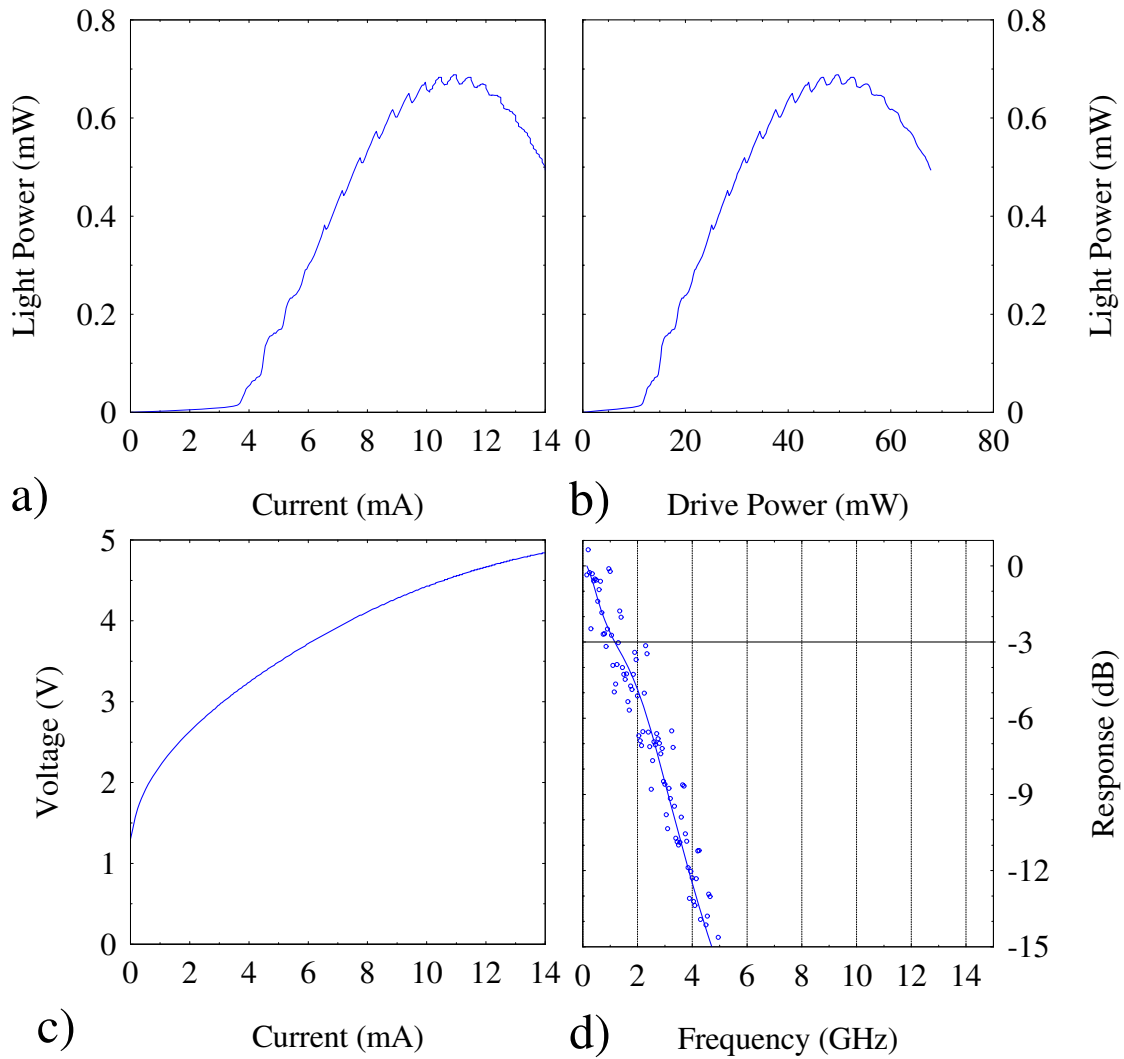 0.8
0.6
0.4
0.2
0
Light Power (mW)
0 2 4 6 8 10 12 14
a)
Current (mA)
0.8
0.6
0.4
0.2
0
Light Power (mW)
0 20 40 60 80
b)
Drive Power (mW)
5
4
3
2
1
0
Voltage (V)
0 2 4 6 8 10 12 14
c)
Current (mA)
0
-3
-6
-9
-12
-15
Response (dB)
0 2 4 6 8 10 12 14
d)
Frequency (GHz)